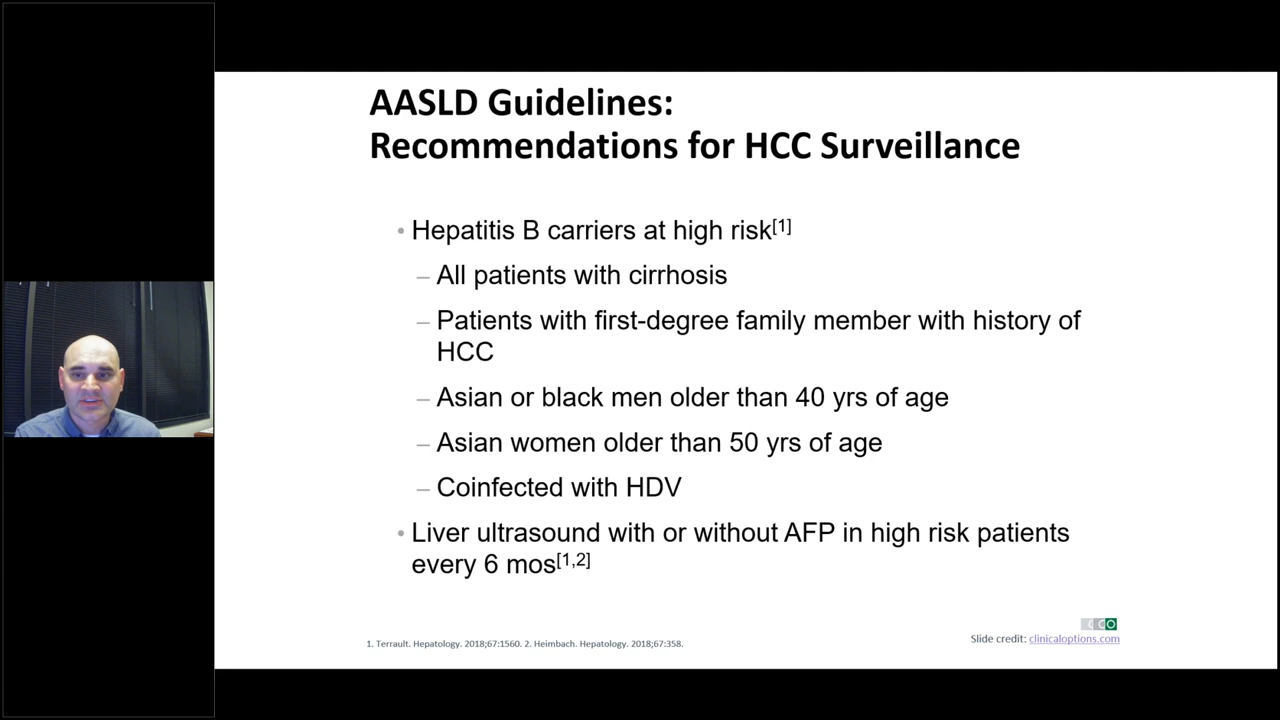 AASLD Guidelines:
Recommendations for HCC Surveillance
• Hepatitis B carriers at high risk[1]
– All patients with cirrhosis
– Patients with first-degree family member with history of
HCC
– Asian or black men older than 40 yrs of age
– Asian women older than 50 yrs of age
– Coinfected with HDV
• Liver ultrasound with or without AFP in high risk patients
every 6 mos[1,2]
CCO
1. Terrault. Hepatology. 2018;67:1560. 2. Heimbach. Hepatology. 2018;67:358.
Slide credit: clinicaloptions.com